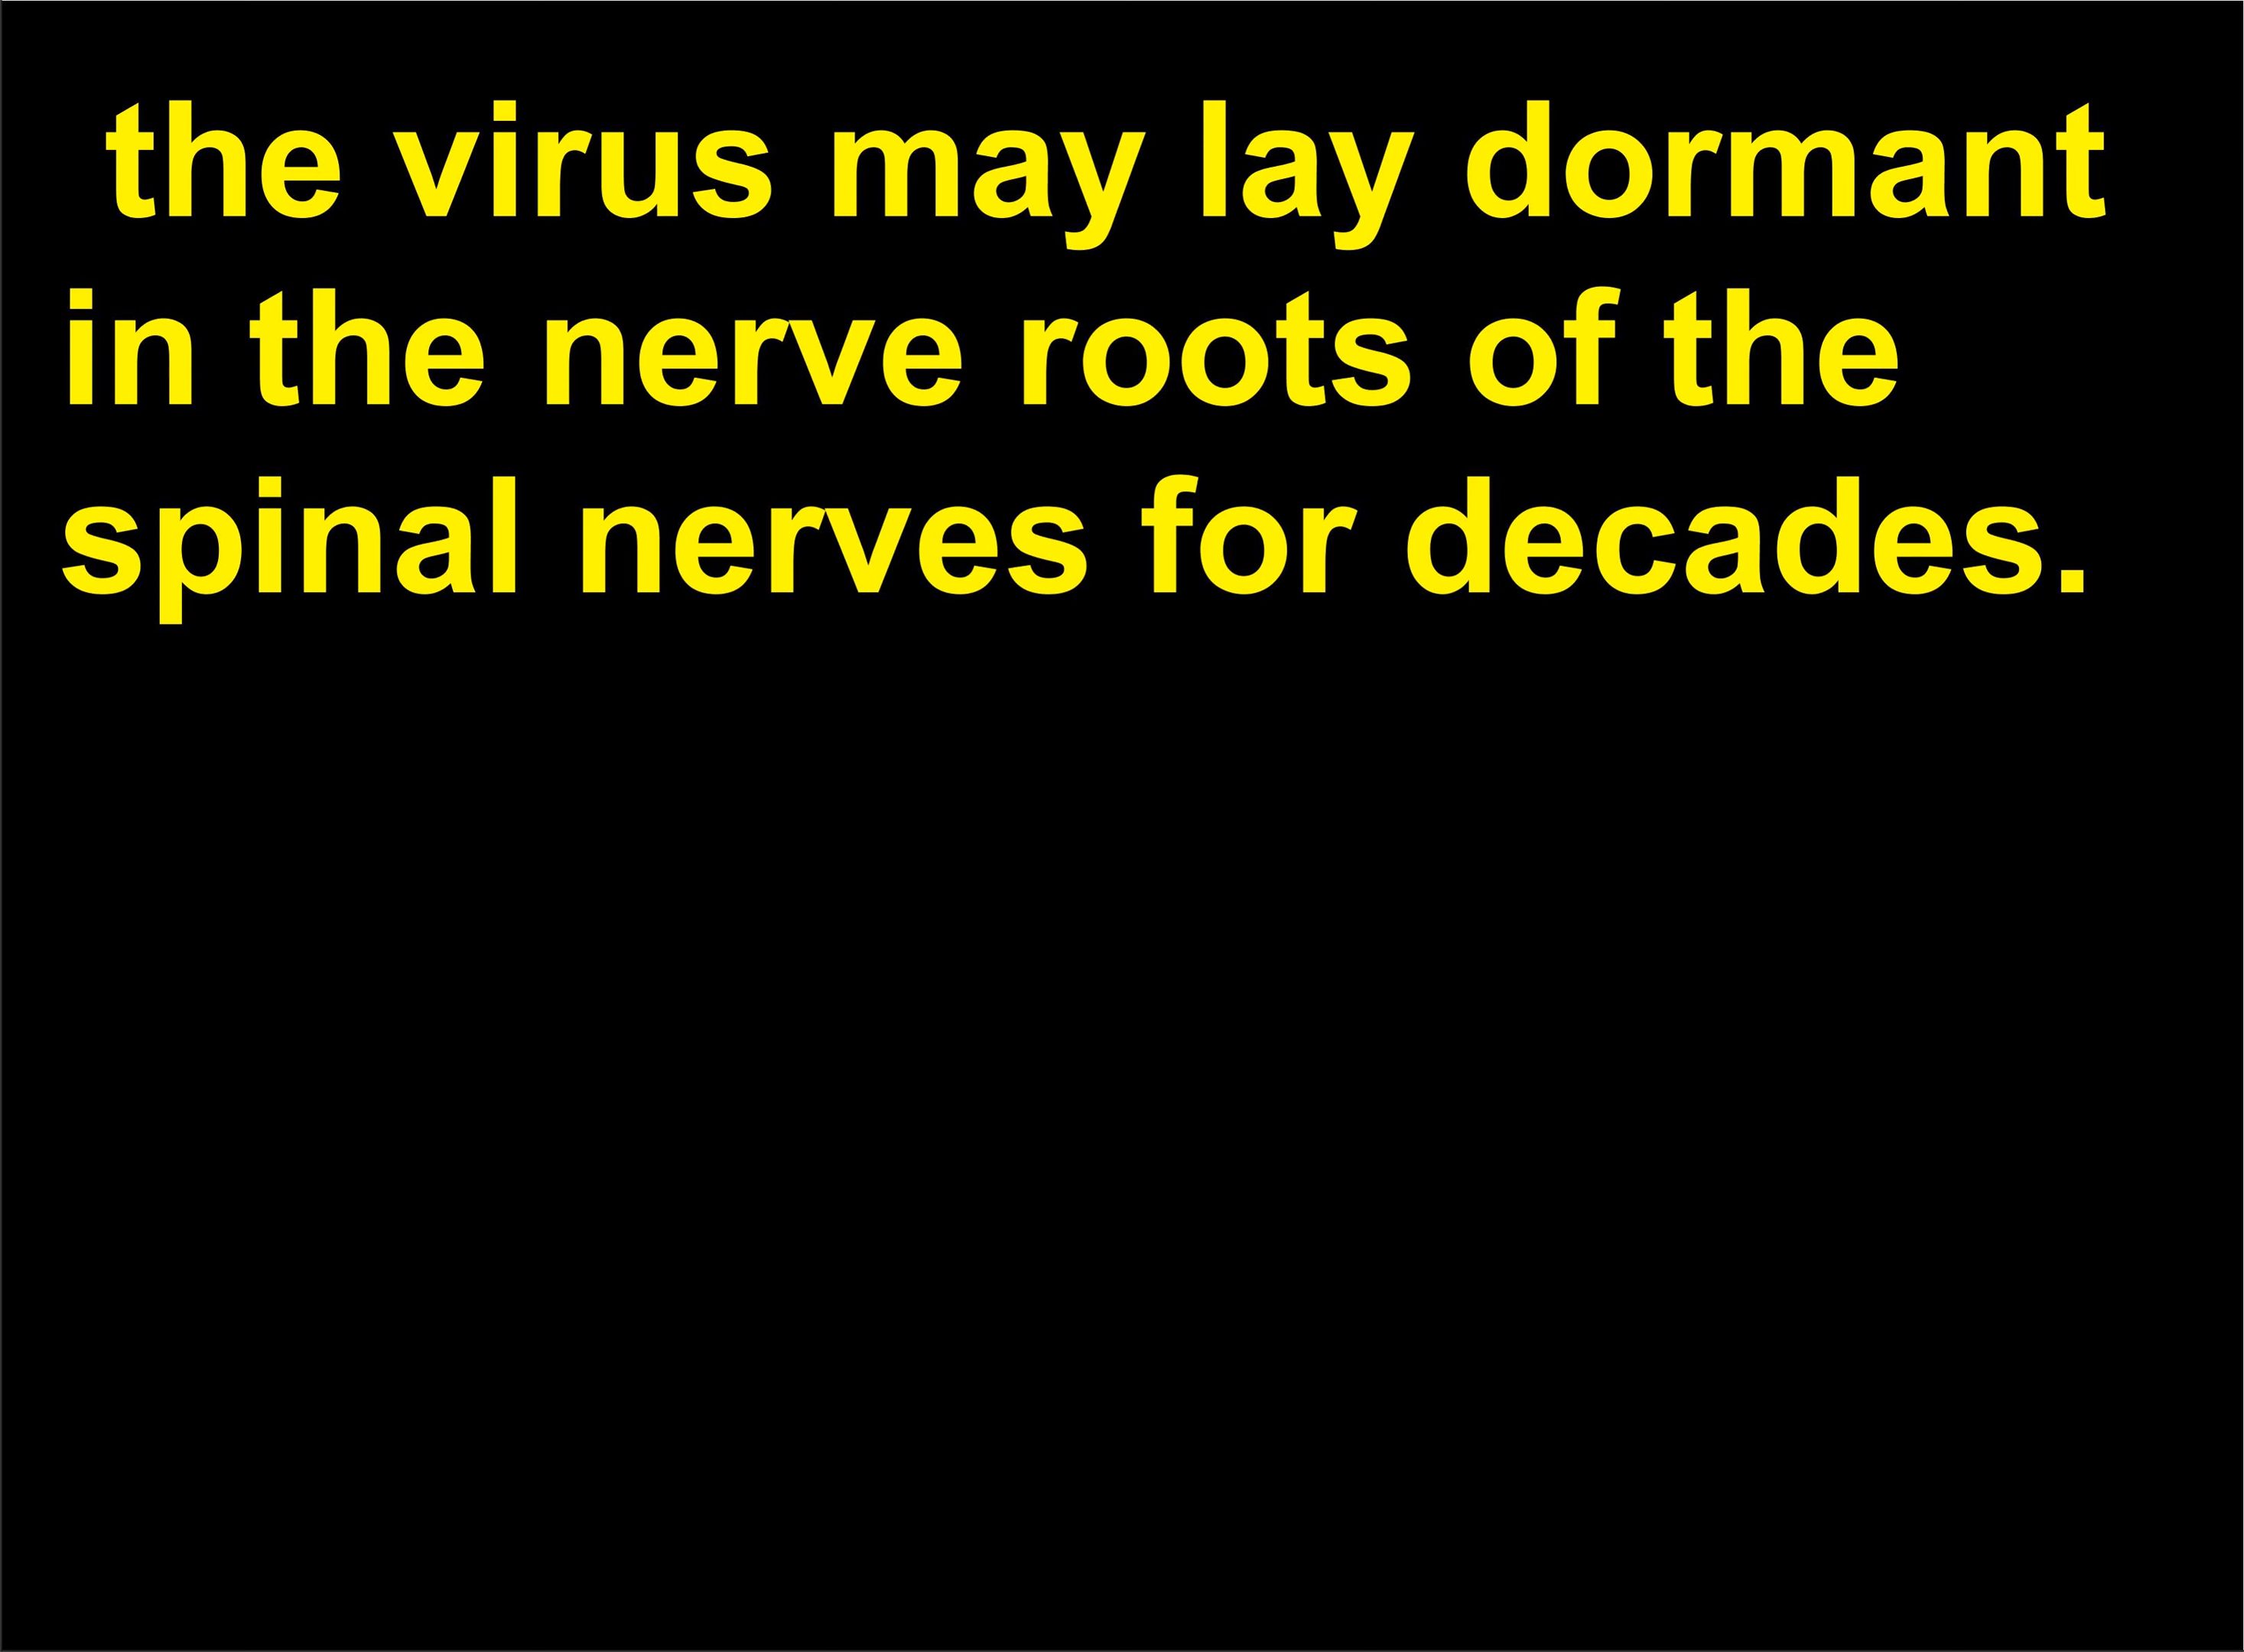 the virus may lay dormant
in the nerve roots of the
spinal nerves for decades.